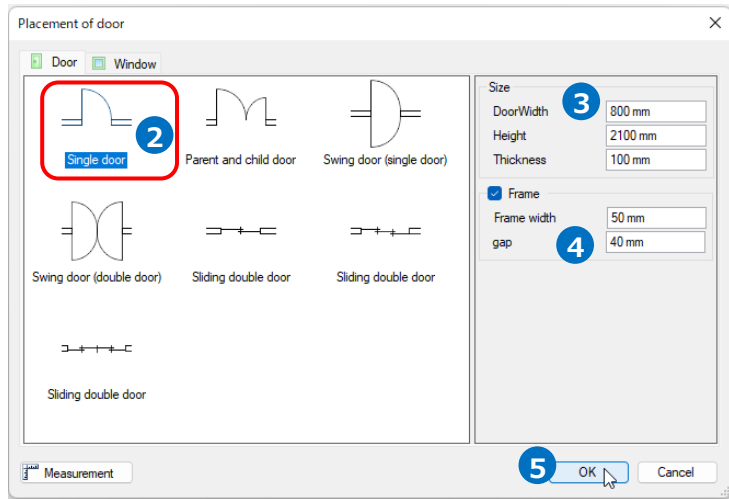 Placement of door
Door Window
2
Single door
Parent and child door
Swing door (single door)
Swing door (double door)
Sliding double door
Sliding double door
Sliding double door
Size
3
DoorWidth 800 mm
Height 2100 mm
Thickness 100 mm
Frame
Frame width 50 mm
gap 40 mm
4
Measurement
5
OK
Cancel